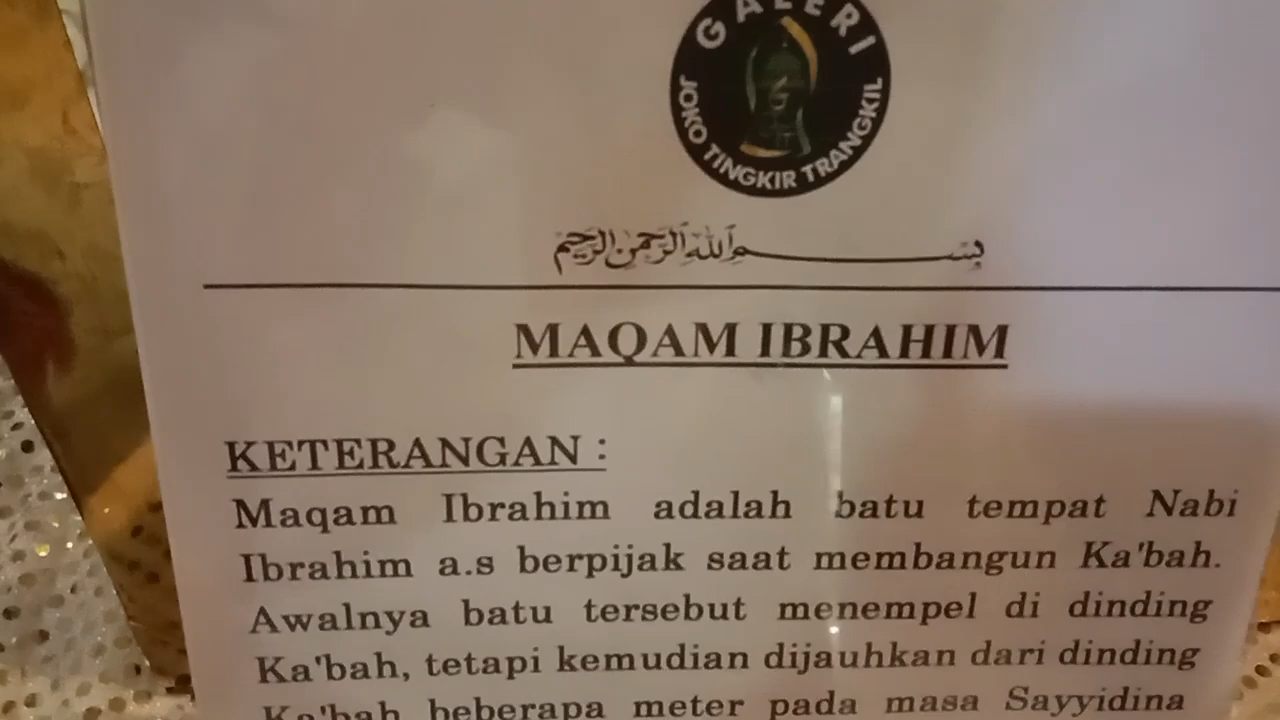 GALERI
JOKO TINGKIR TRANGKIL
بسم الله الرحمن الرحيم
MAQAM IBRAHIM
KETERANGAN :
Maqam Ibrahim adalah batu tempat Nabi
Ibrahim a.s berpijak saat membangun Ka'bah.
Awalnya batu tersebut menempel di dinding
Ka'bah, tetapi kemudian dijauhkan dari dinding
Ka'bah beberapa meter pada masa Sayyidina